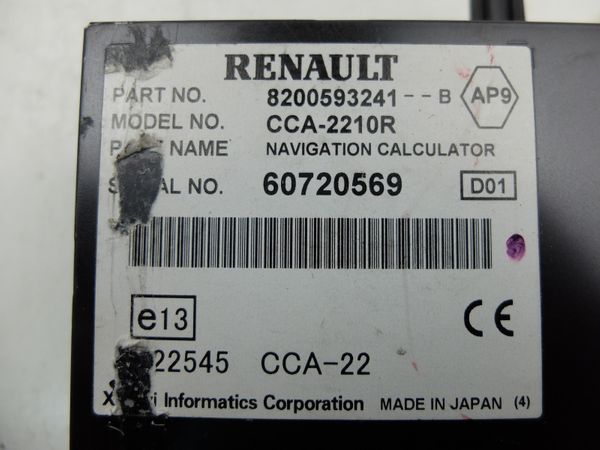 RENAULT
PART NO. 8200593241--B AP9
MODEL NO. CCA-2210R
NAME NAVIGATION CALCULATOR
NO. 60720569 D01
e13
CE
22545 CCA-22
Informatics Corporation MADE IN JAPAN (4)